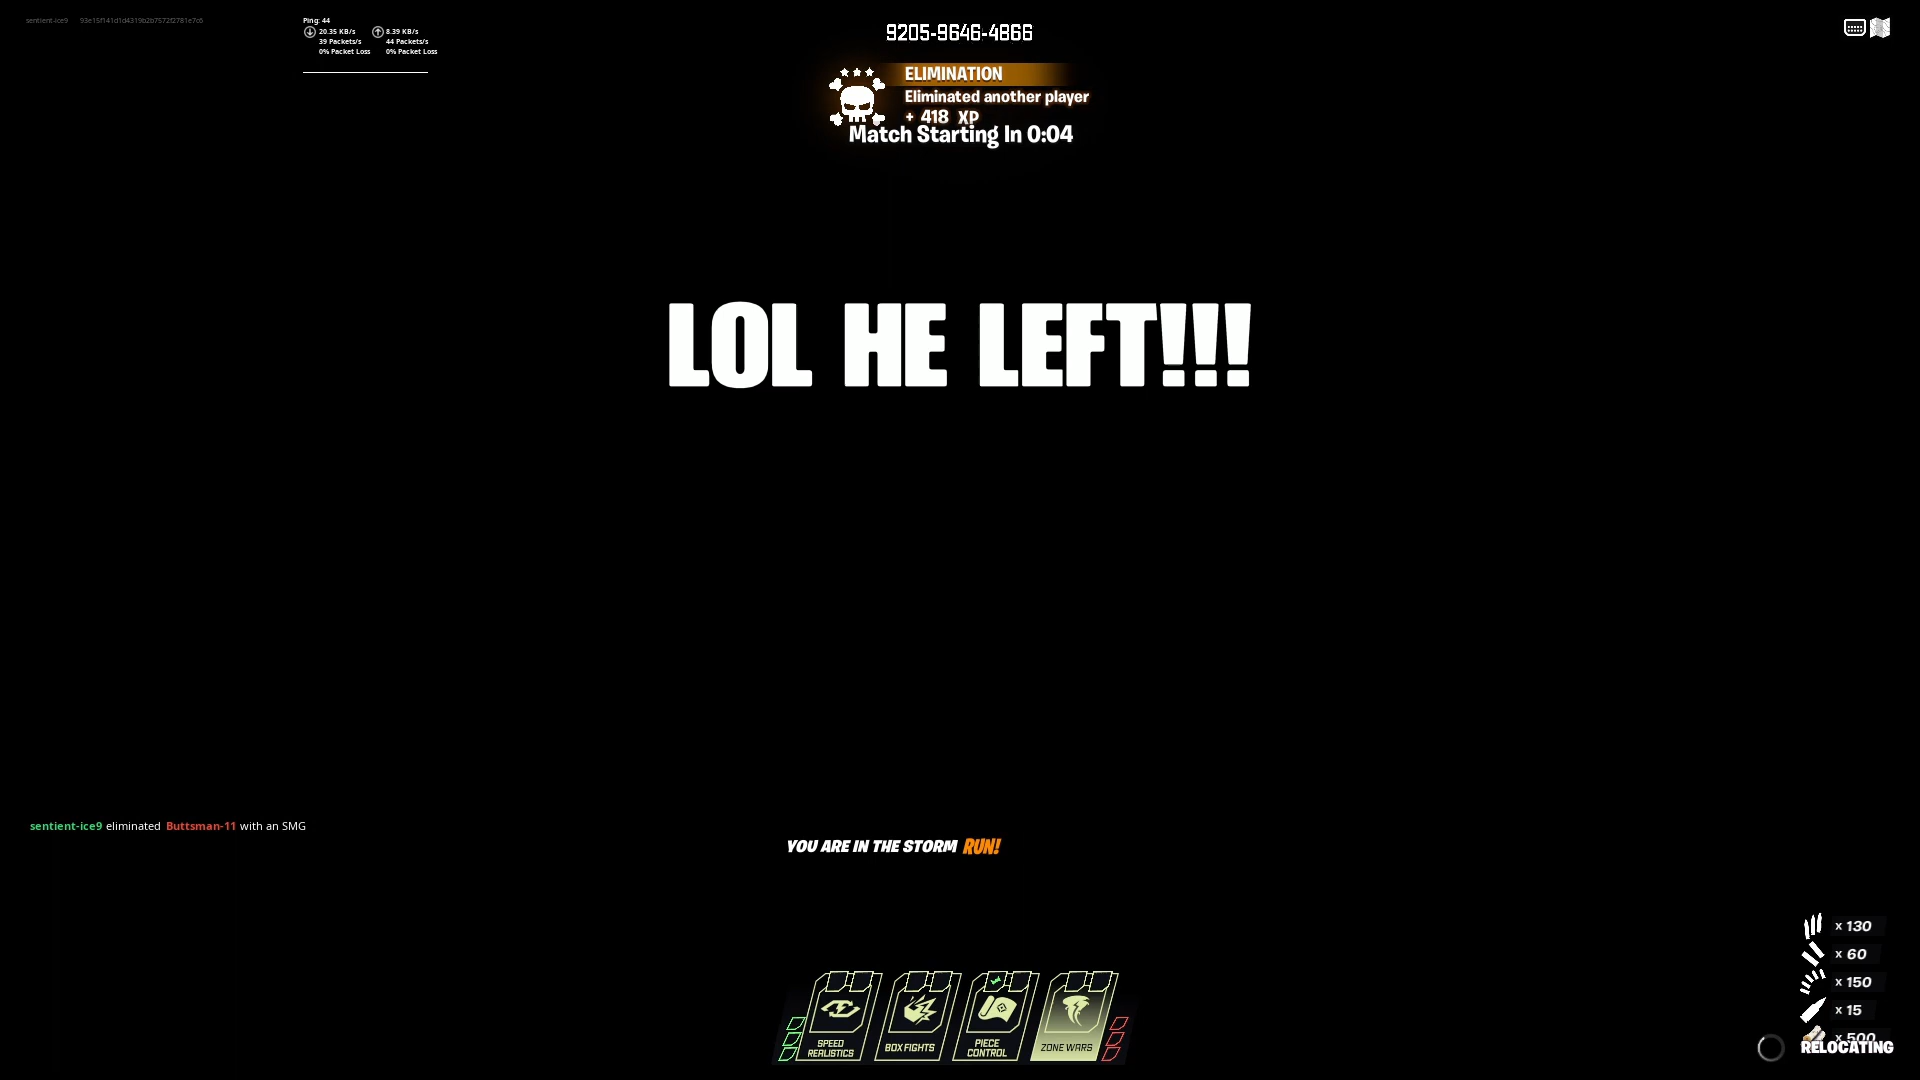 sentient-ice9 93e15f141d1d4319b2b7572f2781e7c6
Ping: 44
20.35 KB/s 8.39 KB/s
39 Packets/s 44 Packets/s
0% Packet Loss 0% Packet Loss
9205-9646-4866
ELIMINATION
Eliminated another player
+ 418 XP
Match Starting In 0:04
LOL HE LEFT!!!
sentient-ice9 eliminated Buttsman-11 with an SMG
YOU ARE IN THE STORM RUN!
x 130
x 60
x 150
x 15
x 500
RELOCATING
SPEED
REALISTICS
BOX FIGHTS
PIECE
CONTROL
ZONE WARS